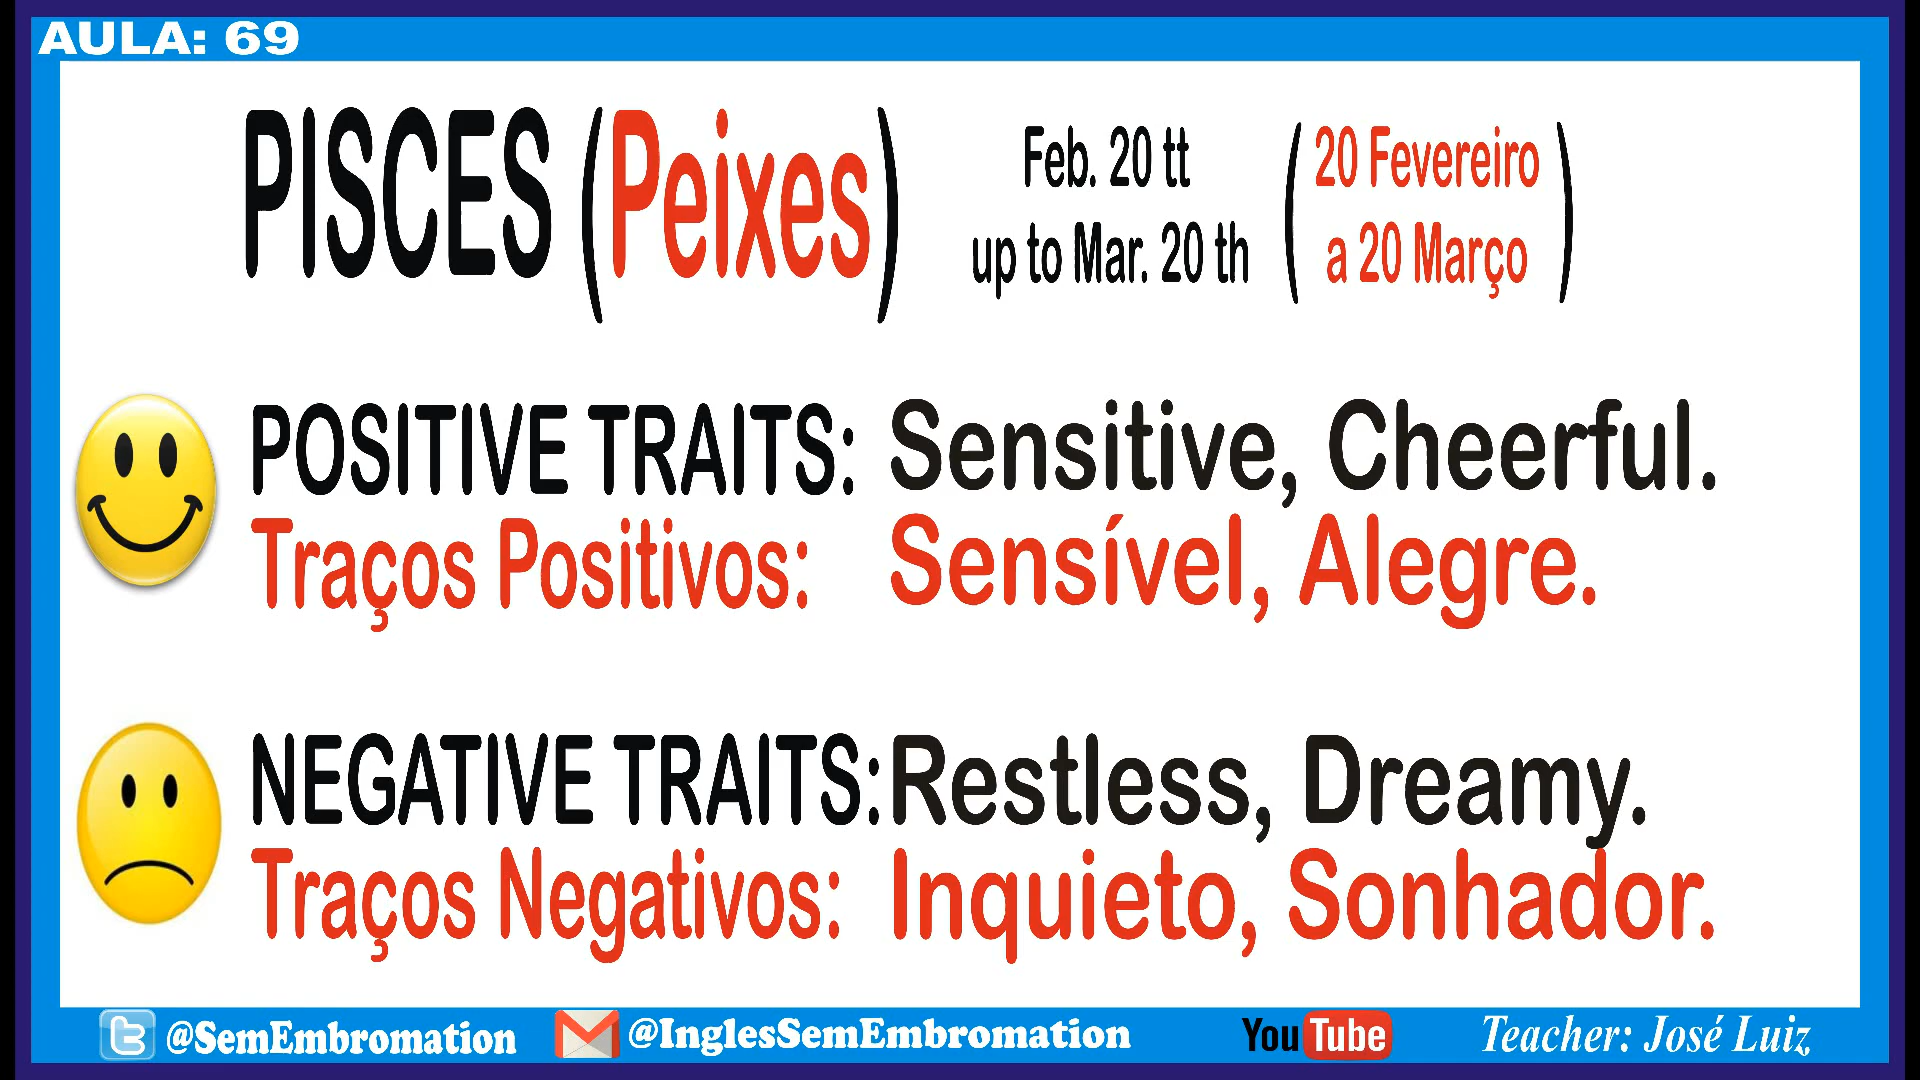 AULA: 69
PISCES (Peixes)
Feb. 20 tt
up to Mar. 20 th
( 20 Fevereiro
a 20 Março )
POSITIVE TRAITS: Sensitive, Cheerful.
Traços Positivos: Sensível, Alegre.
NEGATIVE TRAITS: Restless, Dreamy.
Traços Negativos: Inquieto, Sonhador.
@SemEmbromation @InglesSemEmbromation YouTube Teacher: José Luiz